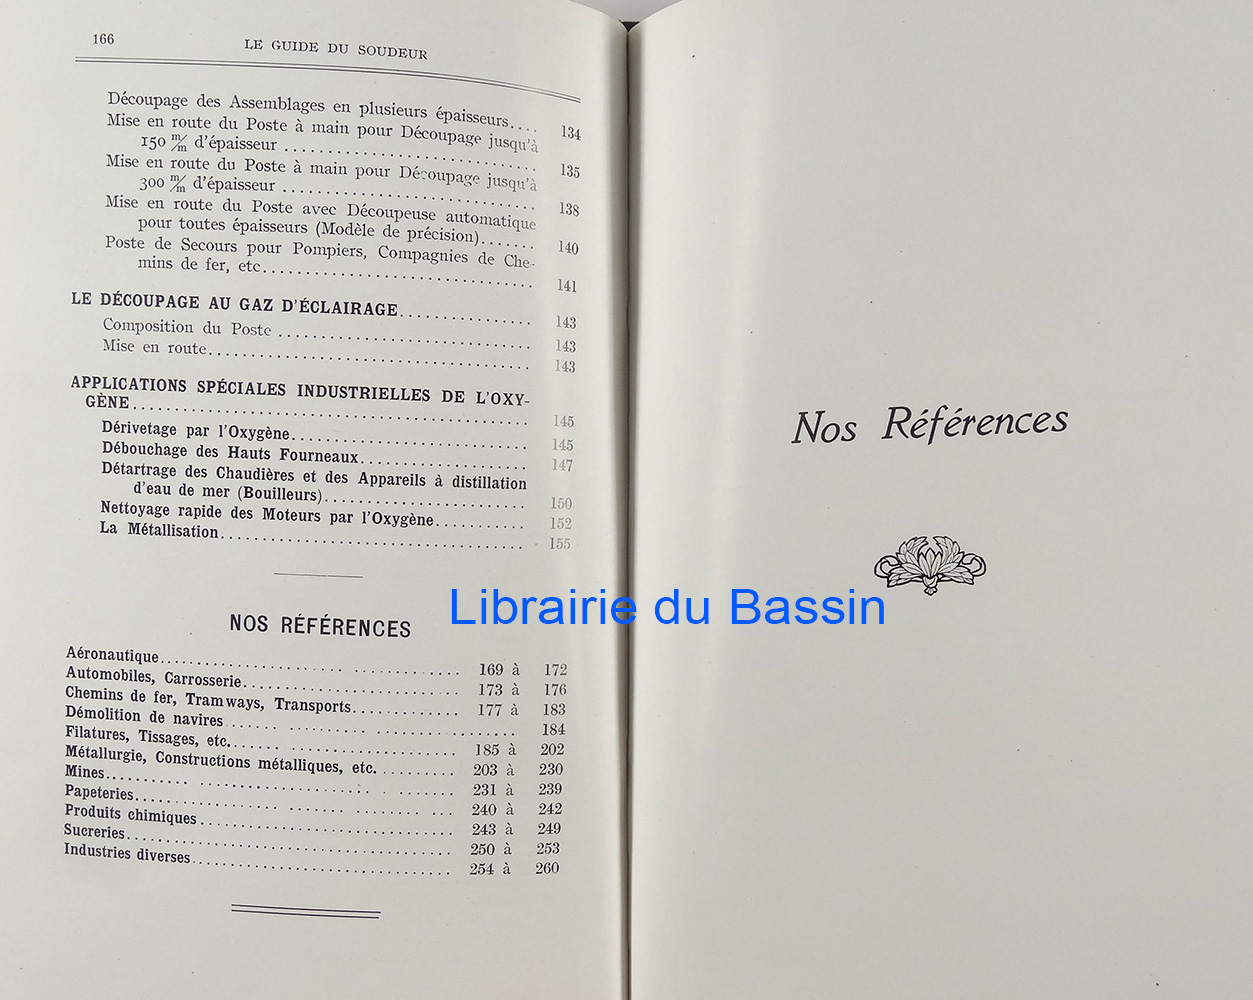 166
LE GUIDE DU SOUDEUR
Découpage des Assemblages en plusieurs épaisseurs.... 134
Mise en route du Poste à main pour Découpage jusqu'à
150 m/m d'épaisseur .............................. 135
Mise en route du Poste à main pour Découpage jusqu'à
300 m/m d'épaisseur .............................. 138
Mise en route du Poste avec Découpeuse automatique
pour toutes épaisseurs (Modèle de précision)....... 140
Poste de Secours pour Pompiers, Compagnies de Che-
mins de fer, etc................................. 141
LE DÉCOUPAGE AU GAZ D'ÉCLAIRAGE................ 143
Composition du Poste .............................. 143
Mise en route...................................... 143
APPLICATIONS SPÉCIALES INDUSTRIELLES DE L'OXY-
GÈNE................................................ 145
Dérivetage par l'Oxygène............................. 145
Débouchage des Hauts Fourneaux.................... 147
Détartrage des Chaudières et des Appareils à distillation
d'eau de mer (Bouilleurs)........................ 150
Nettoyage rapide des Moteurs par l'Oxygène........... 152
La Métallisation..................................... 155
NOS RÉFÉRENCES
Aéronautique................................ 169 à 172
Automobiles, Carrosserie.......................... 173 à 176
Chemins de fer, Tramways, Transports............. 177 à 183
Démolition de navires ............................ 184
Filatures, Tissages, etc........................... 185 à 202
Métallurgie, Constructions métalliques, etc. .......... 203 à 230
Mines........................................ 231 à 239
Papeteries.................................... 240 à 242
Produits chimiques ............................... 243 à 249
Sucreries........................................ 250 à 253
Industries diverses................................ 254 à 260
Nos Références
Librairie du Bassin